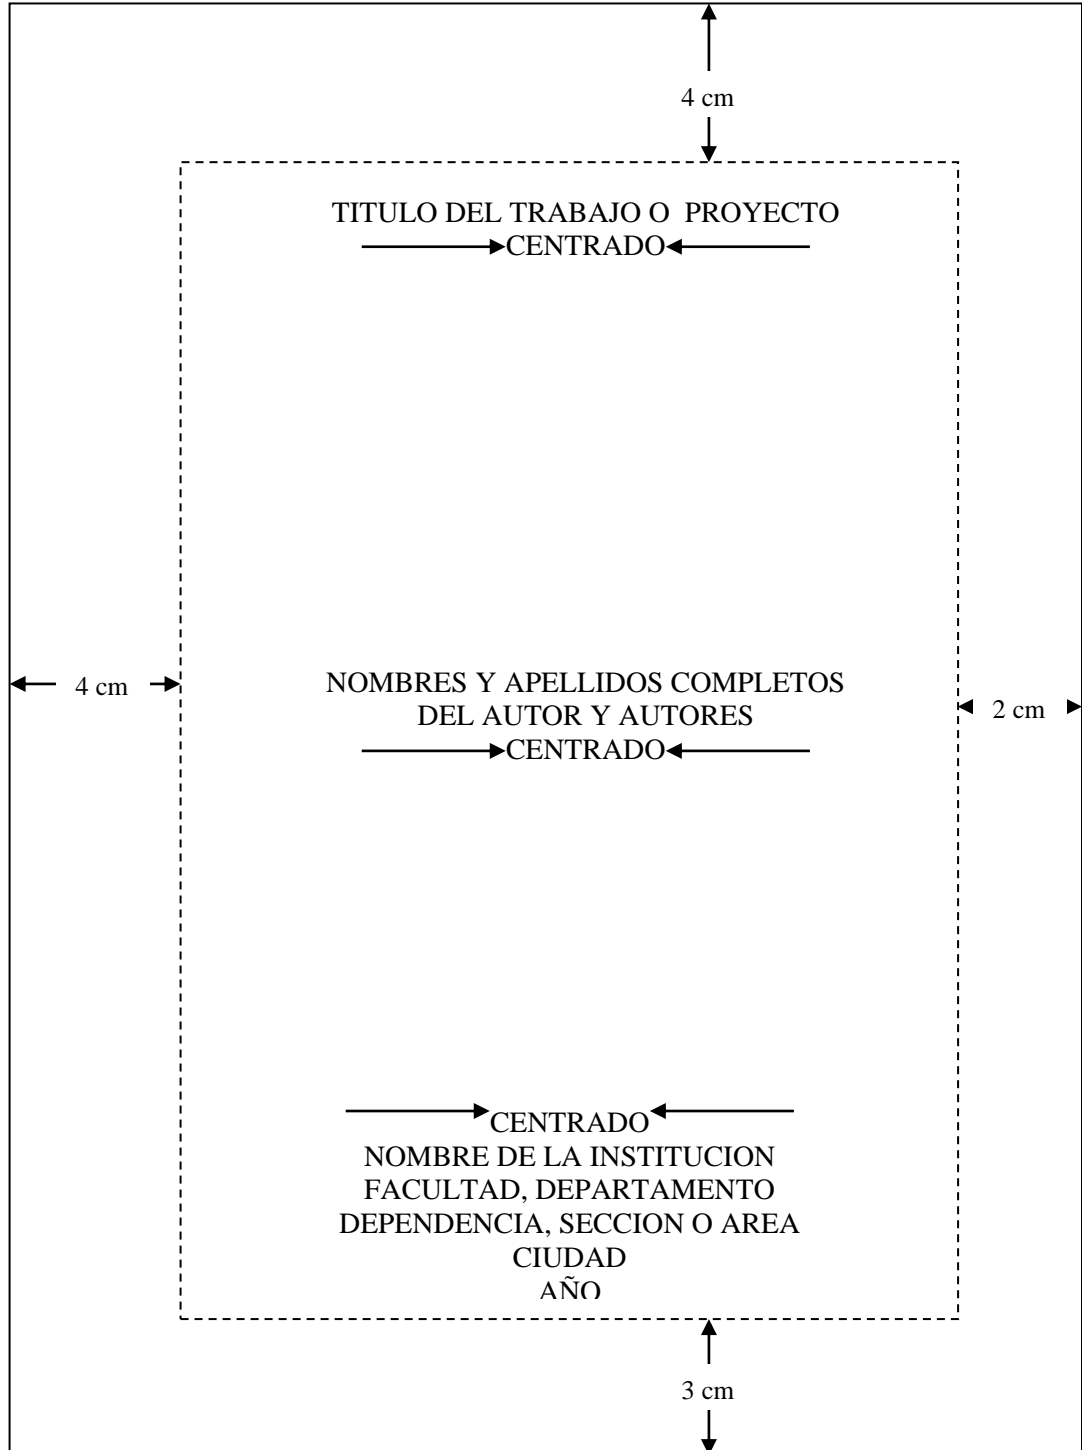 4 cm
TITULO DEL TRABAJO O PROYECTO
CENTRADO
4 cm
NOMBRES Y APELLIDOS COMPLETOS
DEL AUTOR Y AUTORES
CENTRADO
2 cm
CENTRADO
NOMBRE DE LA INSTITUCION
FACULTAD, DEPARTAMENTO
DEPENDENCIA, SECCION O AREA
CIUDAD
AÑO
3 cm